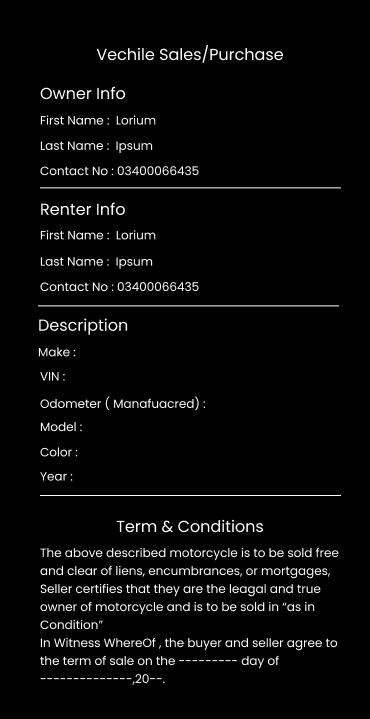 Vechile Sales/Purchase
Owner Info
First Name :  Lorium
Last Name :  Ipsum
Contact No : 03400066435
Renter Info
First Name :  Lorium
Last Name :  Ipsum
Contact No : 03400066435
Description
Make :
VIN :
Odometer ( Manafuacred) :
Model :
Color :
Year :
Term & Conditions
The above described motorcycle is to be sold free
and clear of liens, encumbrances, or mortgages,
Seller certifies that they are the leagal and true
owner of motorcycle and is to be sold in “as in
Condition”
In Witness WhereOf , the buyer and seller agree to
the term of sale on the --------- day of
--------------,20--.